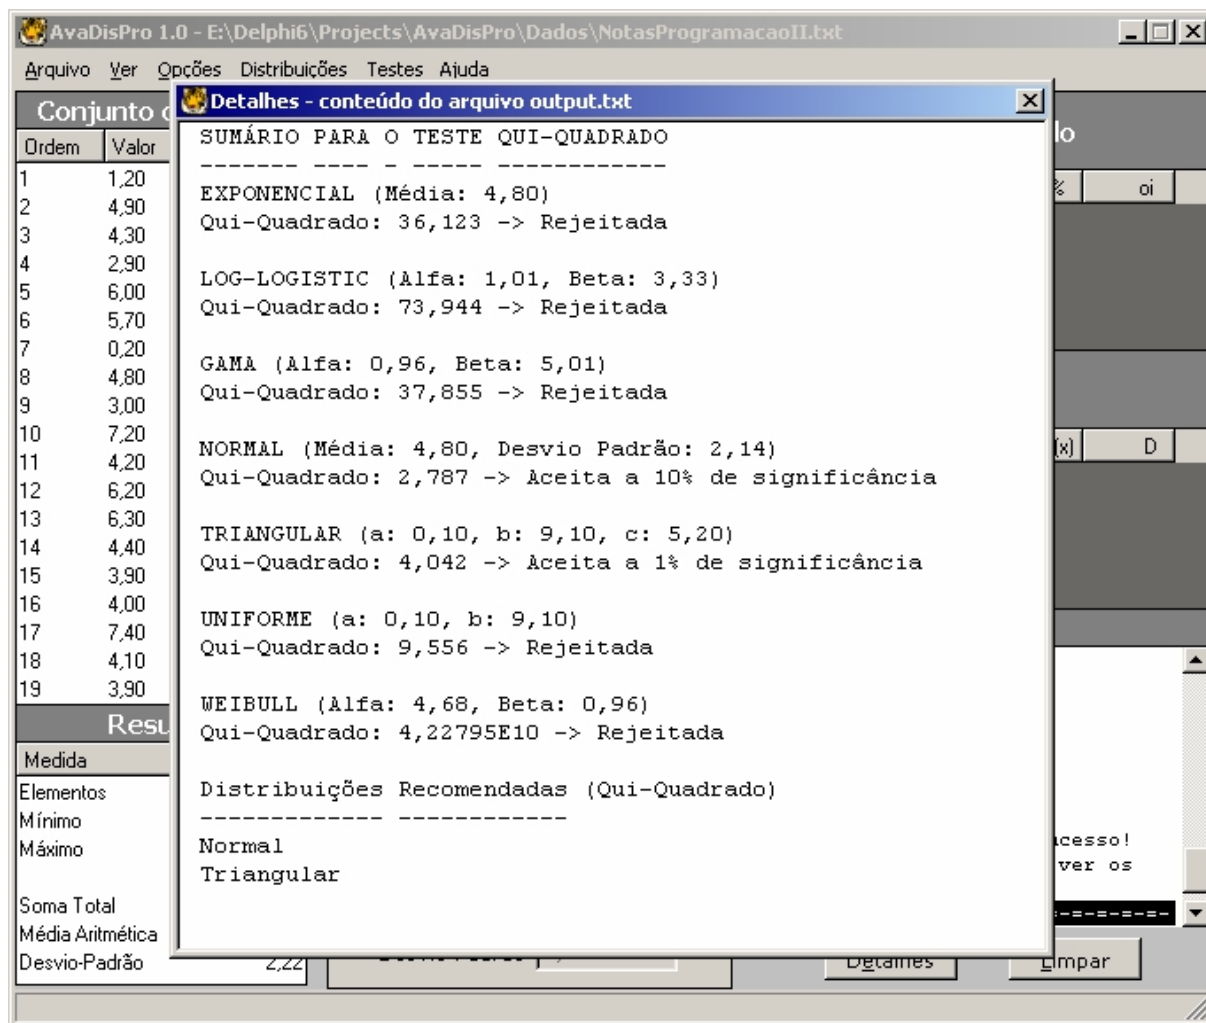 AvaDisPro 1.0 - E:\Delphi6\Projects\AvaDisPro\Dados\NotasProgramacaoII.txt
Arquivo Ver Opções Distribuições Testes Ajuda
Conjunto
Ordem Valor
1 1,20
2 4,90
3 4,30
4 2,90
5 6,00
6 5,70
7 0,20
8 4,80
9 3,00
10 7,20
11 4,20
12 6,20
13 6,30
14 4,40
15 3,90
16 4,00
17 7,40
18 4,10
19 3,90
Medida
Elementos
Mínimo
Máximo
Soma Total
Média Aritmética
Desvio-Padrão 2,22
Detalhes - conteúdo do arquivo output.txt
SUMÁRIO PARA O TESTE QUI-QUADRADO
------- ---- - ----- ------------
EXPONENCIAL (Média: 4,80)
Qui-Quadrado: 36,123 -> Rejeitada
LOG-LOGISTIC (Alfa: 1,01, Beta: 3,33)
Qui-Quadrado: 73,944 -> Rejeitada
GAMA (Alfa: 0,96, Beta: 5,01)
Qui-Quadrado: 37,855 -> Rejeitada
NORMAL (Média: 4,80, Desvio Padrão: 2,14)
Qui-Quadrado: 2,787 -> Aceita a 10% de significância
TRIANGULAR (a: 0,10, b: 9,10, c: 5,20)
Qui-Quadrado: 4,042 -> Aceita a 1% de significância
UNIFORME (a: 0,10, b: 9,10)
Qui-Quadrado: 9,556 -> Rejeitada
WEIBULL (Alfa: 4,68, Beta: 0,96)
Qui-Quadrado: 4,22795E10 -> Rejeitada
Distribuições Recomendadas (Qui-Quadrado)
------------- ------------
Normal
Triangular
lo
% oi
(x) D
cesso!
ver os
=-=-=-=-=-
Detalhes
Limpar